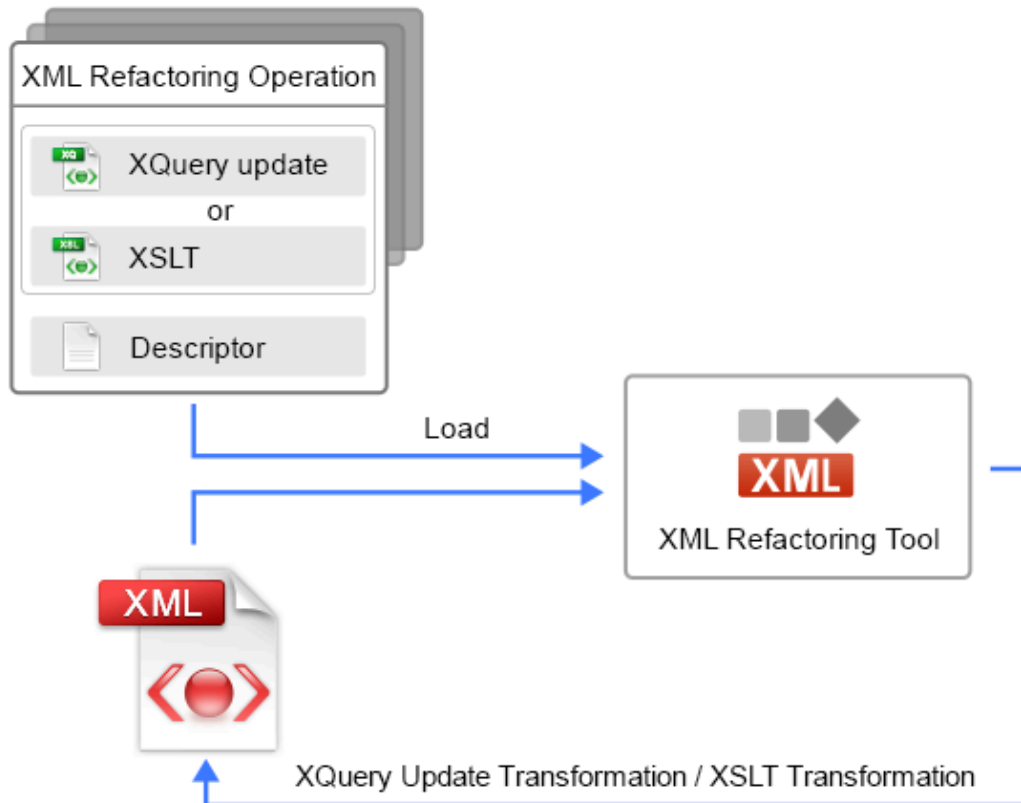 XML Refactoring Operation
XQ
XQuery update
or
XSL
XSLT
Descriptor
Load
XML
XML Refactoring Tool
XML
XQuery Update Transformation / XSLT Transformation